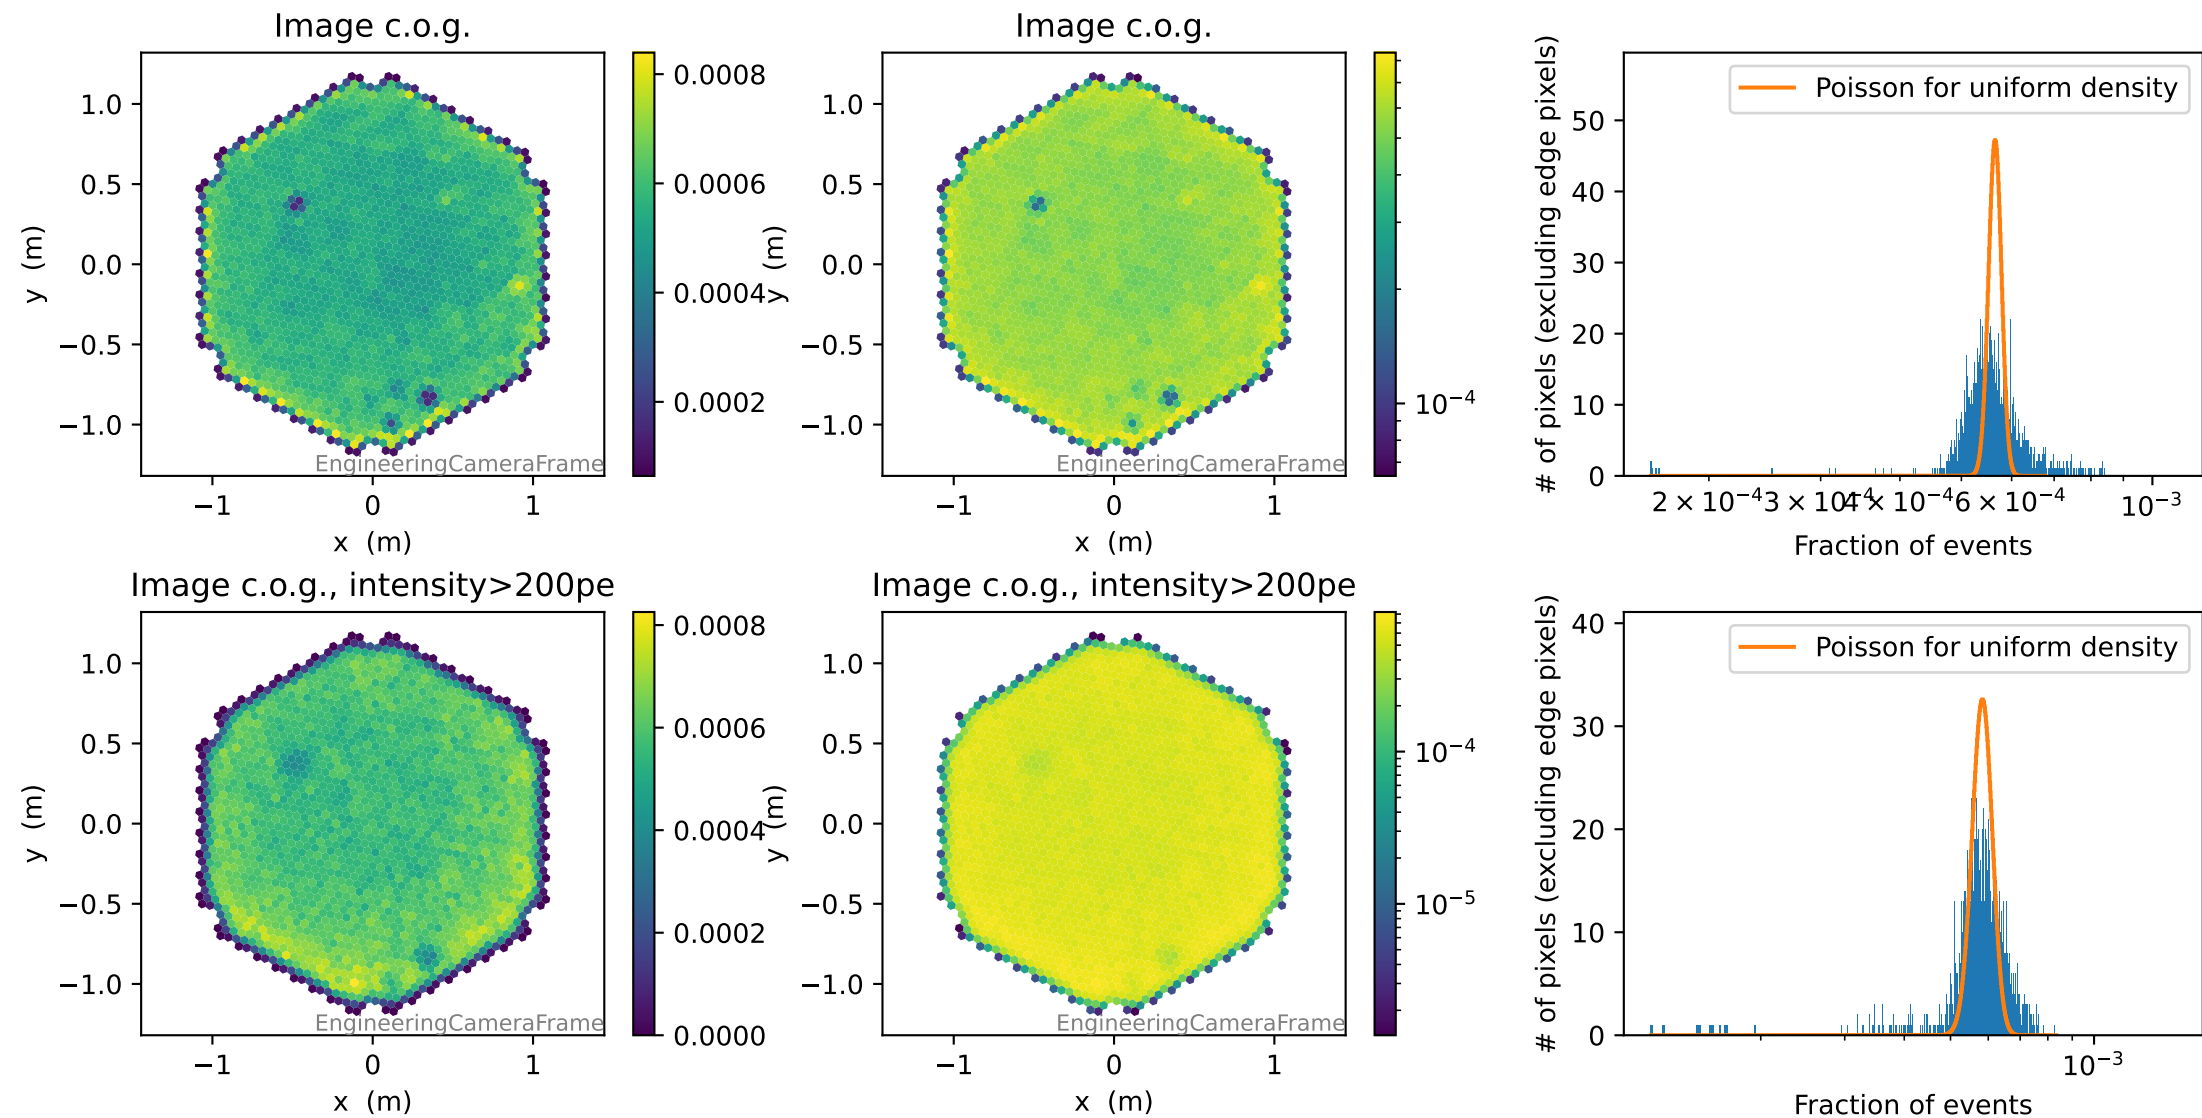 Image c.o.g.
1.0
0.5
0.0
−0.5
−1.0
y (m)
−1
0
1
x (m)
EngineeringCameraFrame
0.0008
0.0006
0.0004
0.0002
Image c.o.g.
1.0
0.5
0.0
−0.5
−1.0
y (m)
−1
0
1
x (m)
EngineeringCameraFrame
10⁻⁴
# of pixels (excluding edge pixels)
50
40
30
20
10
0
Poisson for uniform density
2 × 10⁻⁴
3 × 10⁻⁴
4 × 10⁻⁴
6 × 10⁻⁴
10⁻³
Fraction of events
Image c.o.g., intensity>200pe
1.0
0.5
0.0
−0.5
−1.0
y (m)
−1
0
1
x (m)
EngineeringCameraFrame
0.0008
0.0006
0.0004
0.0002
0.0000
Image c.o.g., intensity>200pe
1.0
0.5
0.0
−0.5
−1.0
y (m)
−1
0
1
x (m)
EngineeringCameraFrame
10⁻⁴
10⁻⁵
# of pixels (excluding edge pixels)
40
30
20
10
0
Poisson for uniform density
10⁻³
Fraction of events